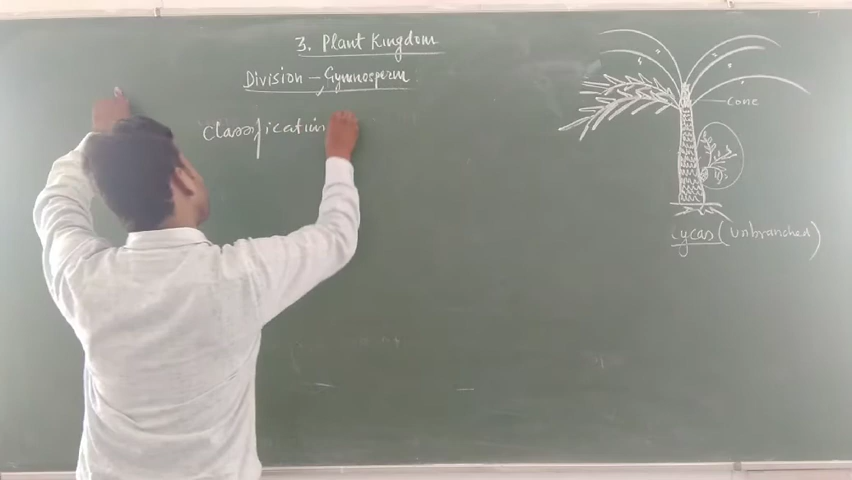 3. Plant Kingdom
Division - Gymnosperm
Classification
Cone
Cycas (unbranched)